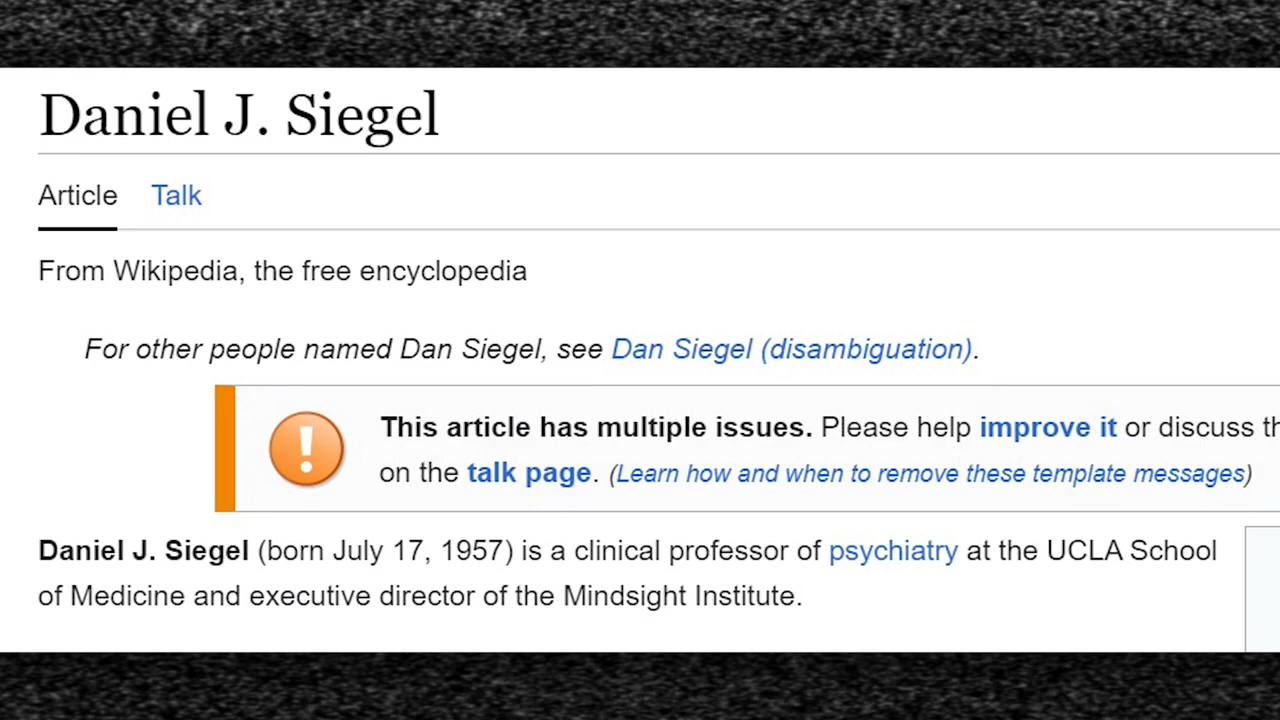 Daniel J. Siegel
Article Talk
From Wikipedia, the free encyclopedia
For other people named Dan Siegel, see Dan Siegel (disambiguation).
This article has multiple issues. Please help improve it or discuss th
on the talk page. (Learn how and when to remove these template messages)
Daniel J. Siegel (born July 17, 1957) is a clinical professor of psychiatry at the UCLA School
of Medicine and executive director of the Mindsight Institute.